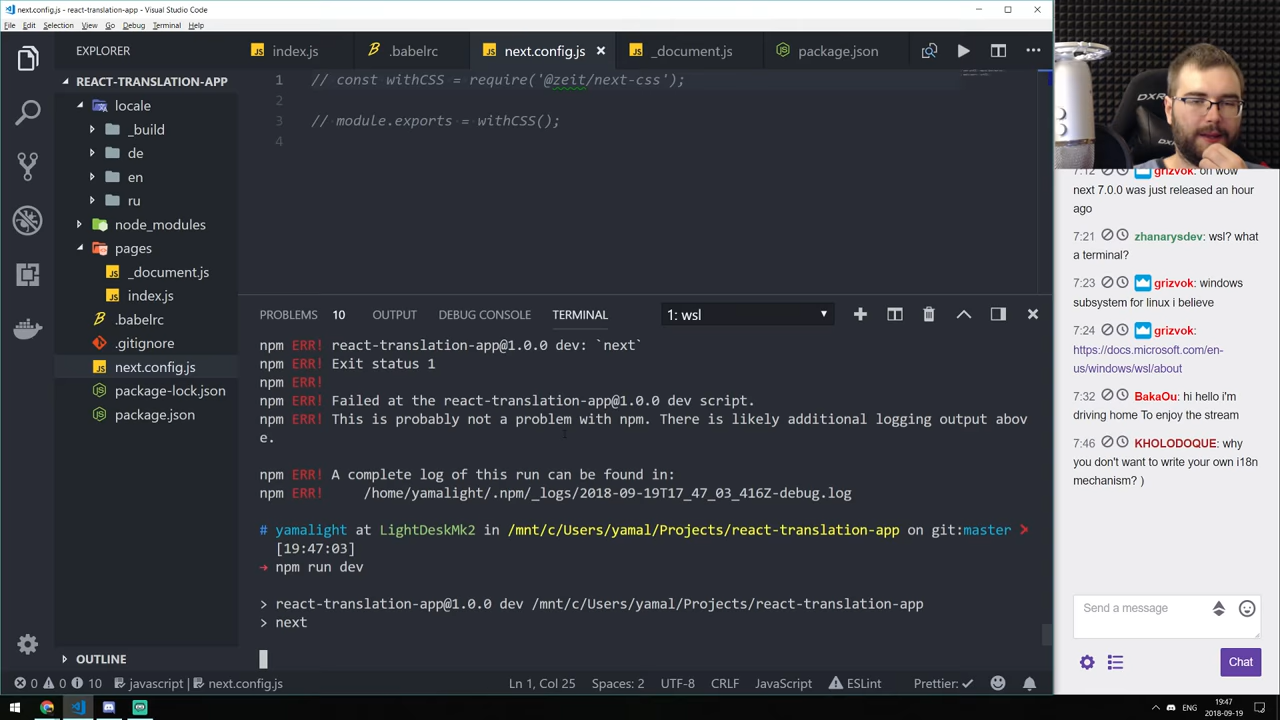 next.config.js - react-translation-app - Visual Studio Code
File Edit Selection View Go Debug Terminal Help
EXPLORER
index.js
.babelrc
next.config.js
_document.js
package.json
REACT-TRANSLATION-APP
locale
_build
de
en
ru
node_modules
pages
_document.js
index.js
.babelrc
.gitignore
next.config.js
package-lock.json
package.json
OUTLINE
1 // const withCSS = require('@zeit/next-css');
2
3 // module.exports = withCSS();
4
PROBLEMS 10 OUTPUT DEBUG CONSOLE TERMINAL 1: wsl
npm ERR! react-translation-app@1.0.0 dev: `next`
npm ERR! Exit status 1
npm ERR!
npm ERR! Failed at the react-translation-app@1.0.0 dev script.
npm ERR! This is probably not a problem with npm. There is likely additional logging output abov
e.
npm ERR! A complete log of this run can be found in:
npm ERR! /home/yamalight/.npm/_logs/2018-09-19T17_47_03_416Z-debug.log
# yamalight at LightDeskMk2 in /mnt/c/Users/yamal/Projects/react-translation-app on git:master
[19:47:03]
→ npm run dev
> react-translation-app@1.0.0 dev /mnt/c/Users/yamal/Projects/react-translation-app
> next
0 0 10 javascript | next.config.js Ln 1, Col 25 Spaces: 2 UTF-8 CRLF JavaScript ESLint Prettier: ✓
DXR
7:12 grizvok: oh wow
next 7.0.0 was just released an hour
ago
7:21 zhanarysdev: wsl? what
a terminal?
7:23 grizvok: windows
subsystem for linux i believe
7:24 grizvok:
https://docs.microsoft.com/en-
us/windows/wsl/about
7:32 BakaOu: hi hello i'm
driving home To enjoy the stream
7:46 KHOLODOQUE: why
you don't want to write your own i18n
mechanism? )
Send a message
Chat
ENG
19:47
2018-09-19